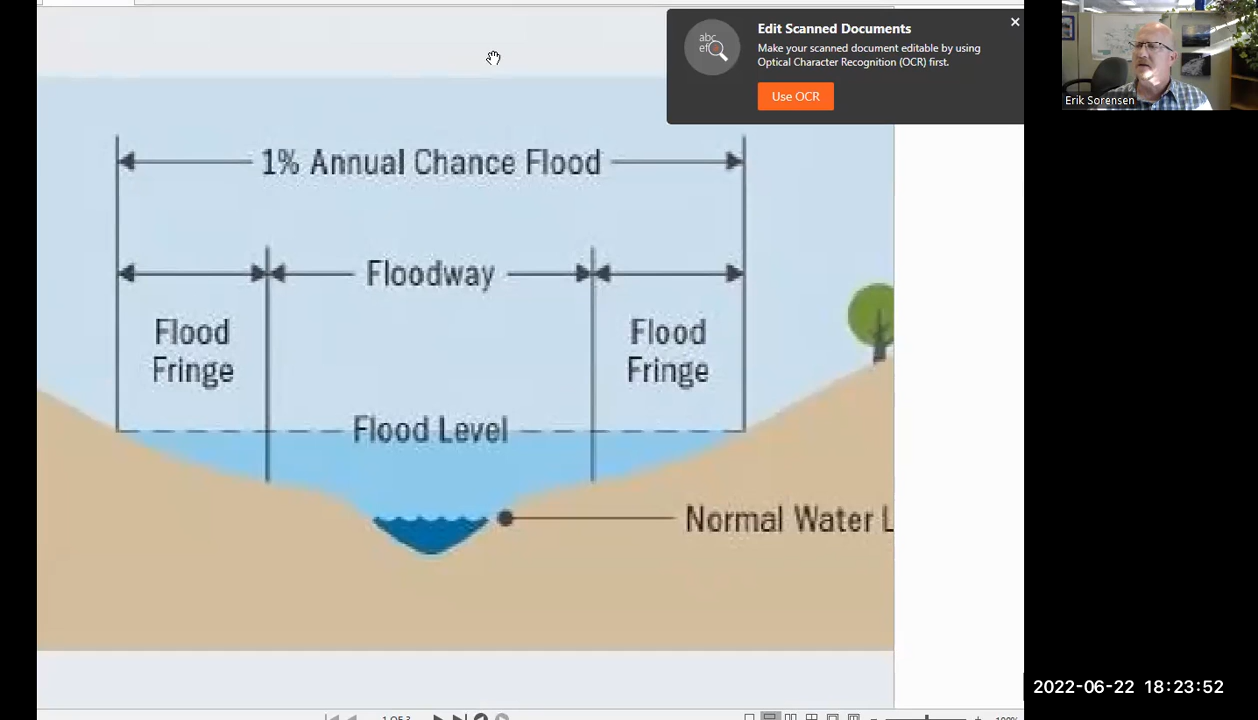 Edit Scanned Documents
Make your scanned document editable by using
Optical Character Recognition (OCR) first.
Use OCR
Erik Sorensen
1% Annual Chance Flood
Floodway
Flood
Fringe
Flood
Fringe
Flood Level
Normal Water L
2022-06-22 18:23:52